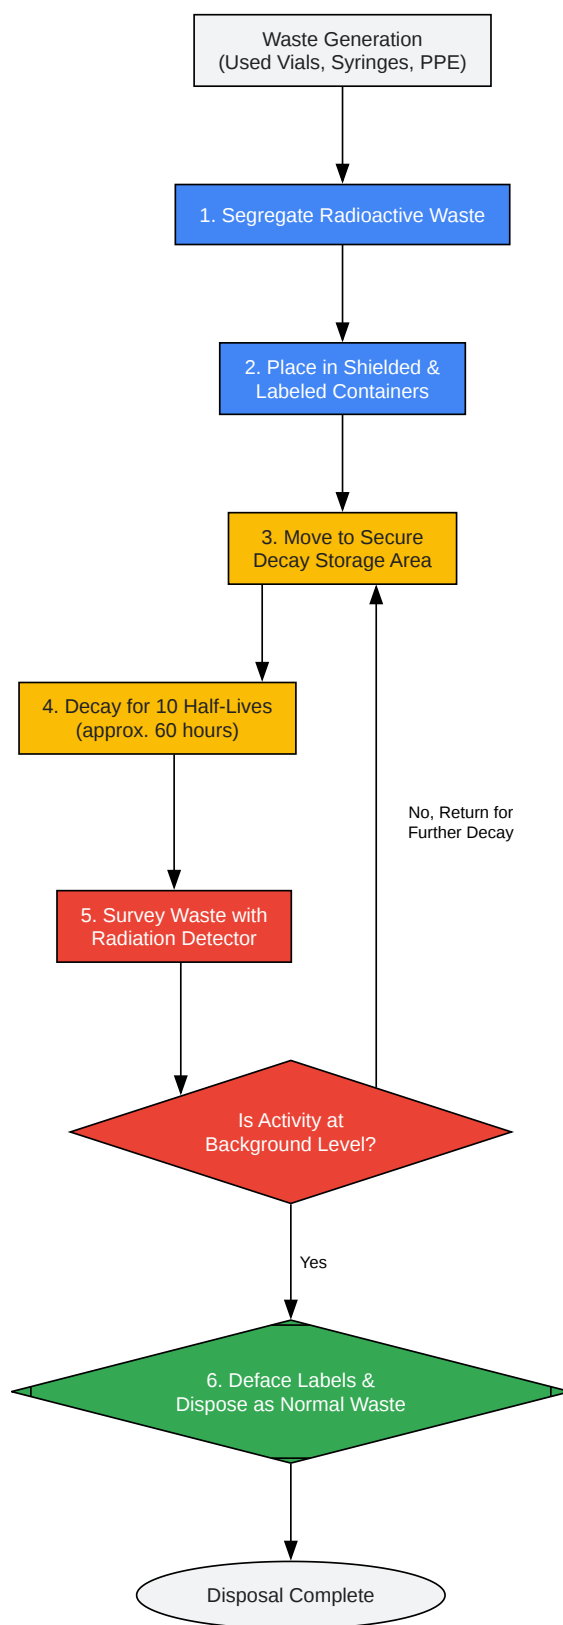 Waste Generation
(Used Vials, Syringes, PPE)
1. Segregate Radioactive Waste
2. Place in Shielded &
Labeled Containers
3. Move to Secure
Decay Storage Area
4. Decay for 10 Half-Lives
(approx. 60 hours)
No, Return for
Further Decay
5. Survey Waste with
Radiation Detector
Is Activity at
Background Level?
Yes
6. Deface Labels &
Dispose as Normal Waste
Disposal Complete